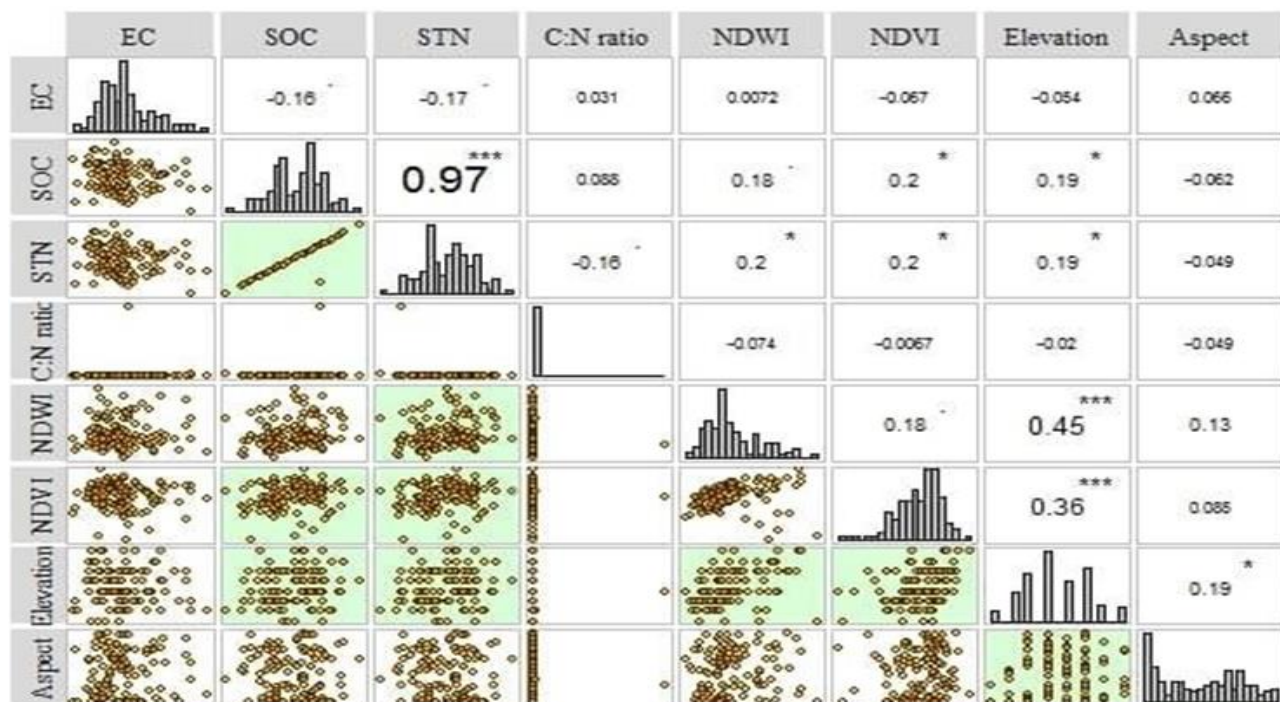 EC SOC STN C:N ratio NDWI NDVI Elevation Aspect
EC -0.16 . -0.17 . 0.031 0.0072 -0.067 -0.054 0.066
SOC 0.97 *** 0.088 0.18 . 0.2 * 0.19 * -0.062
STN -0.16 . 0.2 * 0.2 * 0.19 * -0.049
C:N ratio -0.074 -0.0067 -0.02 -0.049
NDWI 0.18 . 0.45 *** 0.13
NDVI 0.36 *** 0.085
Elevation 0.19 *
Aspect